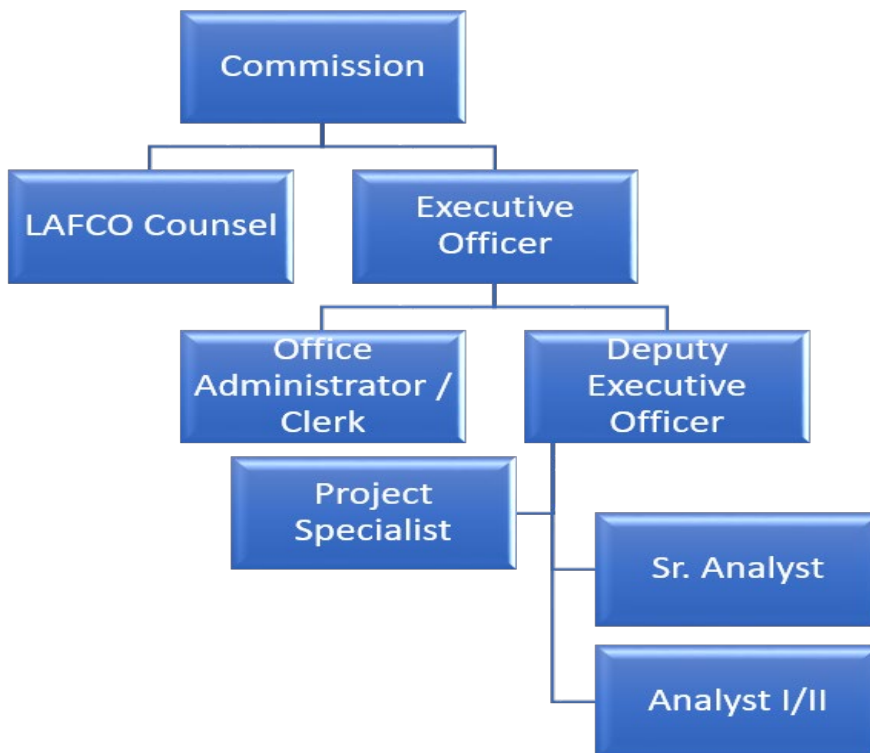 Commission
LAFCO Counsel
Executive
Officer
Office
Administrator /
Clerk
Deputy
Executive
Officer
Project
Specialist
Sr. Analyst
Analyst I/II